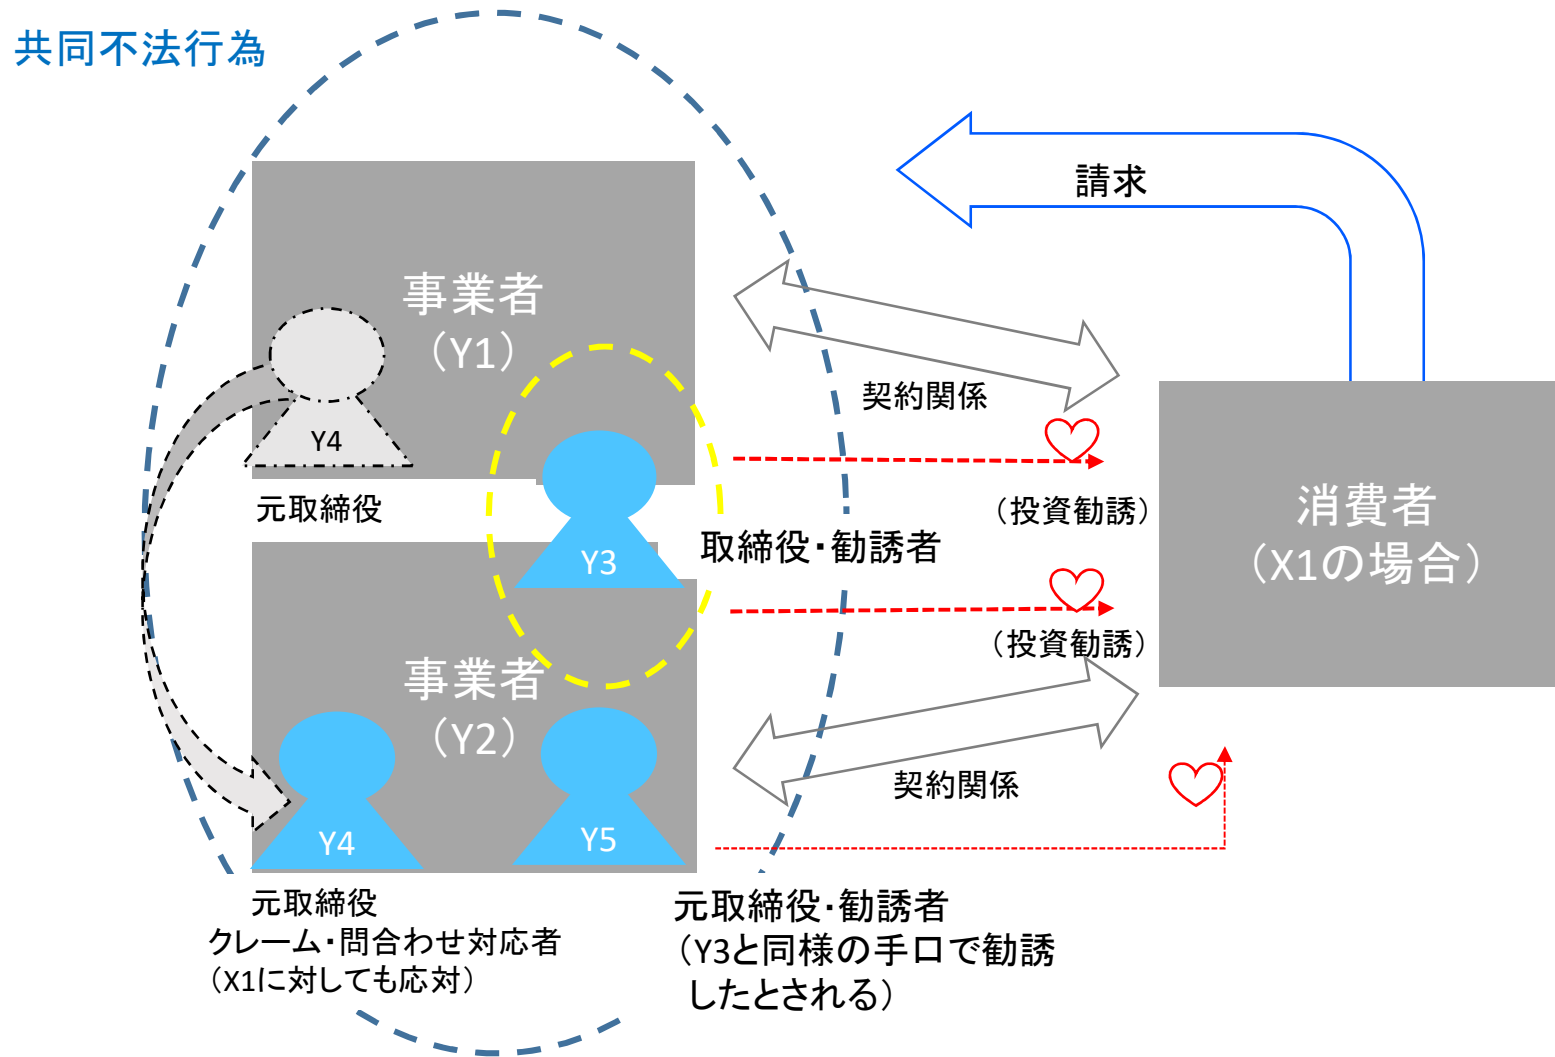 共同不法行為
請求
事業者
（Y1）
Y4
元取締役
契約関係
（投資勧誘）
消費者
（X1の場合）
Y3
取締役・勧誘者
（投資勧誘）
事業者
（Y2）
契約関係
Y4
Y5
元取締役
クレーム・問合わせ対応者
（X1に対しても応対）
元取締役・勧誘者
（Y3と同様の手口で勧誘
したとされる）